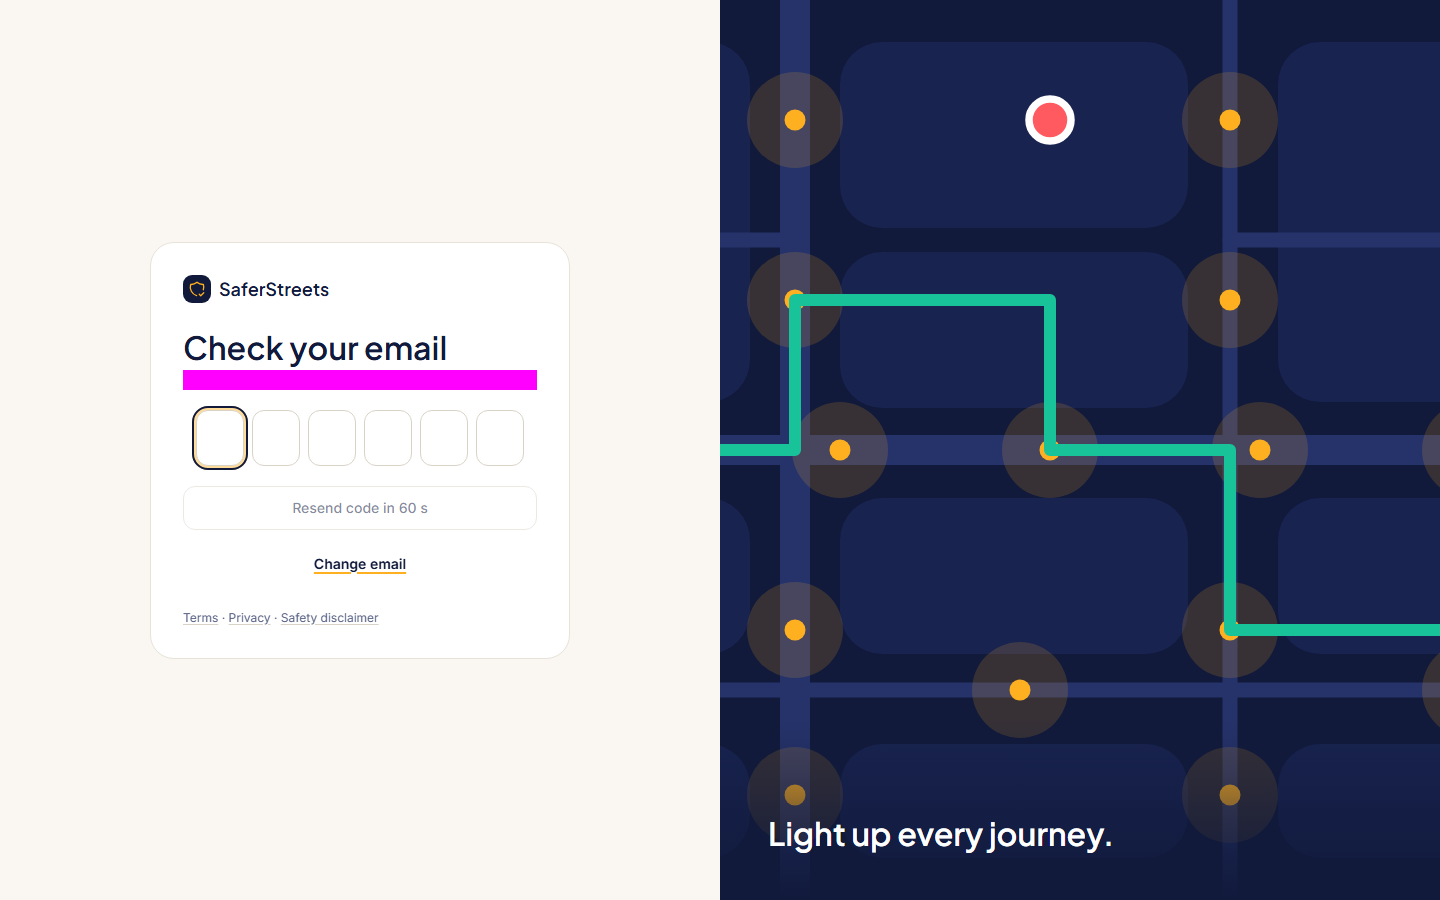 SaferStreets
Check your email
Resend code in 60 s
Change email
Terms · Privacy · Safety disclaimer
Light up every journey.